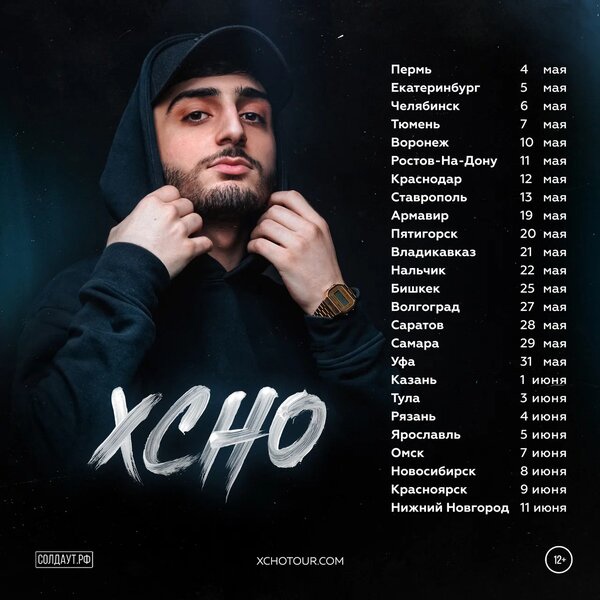 Пермь 4 мая
Екатеринбург 5 мая
Челябинск 6 мая
Тюмень 7 мая
Воронеж 10 мая
Ростов-На-Дону 11 мая
Краснодар 12 мая
Ставрополь 13 мая
Армавир 19 мая
Пятигорск 20 мая
Владикавказ 21 мая
Нальчик 22 мая
Бишкек 25 мая
Волгоград 27 мая
Саратов 28 мая
Самара 29 мая
Уфа 31 мая
Казань 1 июня
Тула 3 июня
Рязань 4 июня
Ярославль 5 июня
Омск 7 июня
Новосибирск 8 июня
Красноярск 9 июня
Нижний Новгород 11 июня
XCHO
СОЛДАУТ.РФ
XCHOTOUR.COM
12+